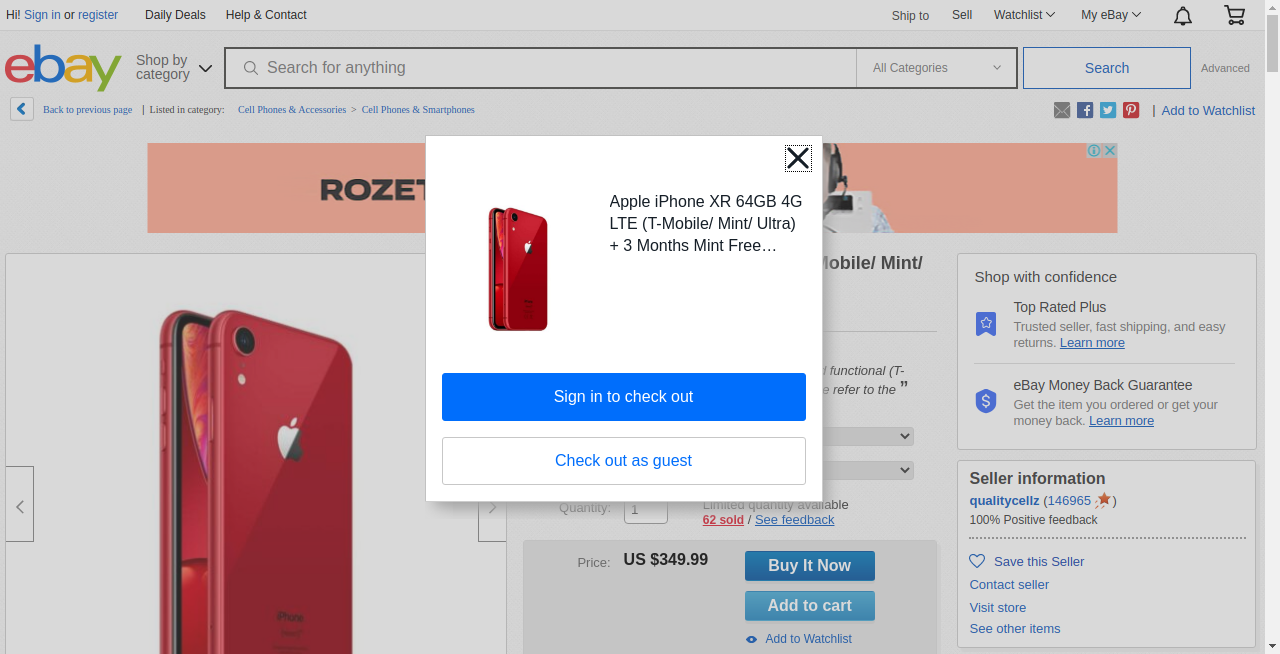 Hi! Sign in or register
Daily Deals
Help & Contact
Ship to
Sell
Watchlist
My eBay
ebay
Shop by
category
Search for anything
All Categories
Search
Advanced
Back to previous page | Listed in category:
Cell Phones & Accessories > Cell Phones & Smartphones
| Add to Watchlist
ROZET
Apple iPhone XR 64GB 4G
LTE (T-Mobile/ Mint/ Ultra)
+ 3 Months Mint Free…
Sign in to check out
Check out as guest
Mobile/ Mint/
functional (T-
refer to the ”
Quantity:
1
Limited quantity available
62 sold / See feedback
Price:
US $349.99
Buy It Now
Add to cart
Add to Watchlist
iPhone
Shop with confidence
Top Rated Plus
Trusted seller, fast shipping, and easy
returns. Learn more
eBay Money Back Guarantee
Get the item you ordered or get your
money back. Learn more
Seller information
qualitycellz (146965 )
100% Positive feedback
Save this Seller
Contact seller
Visit store
See other items